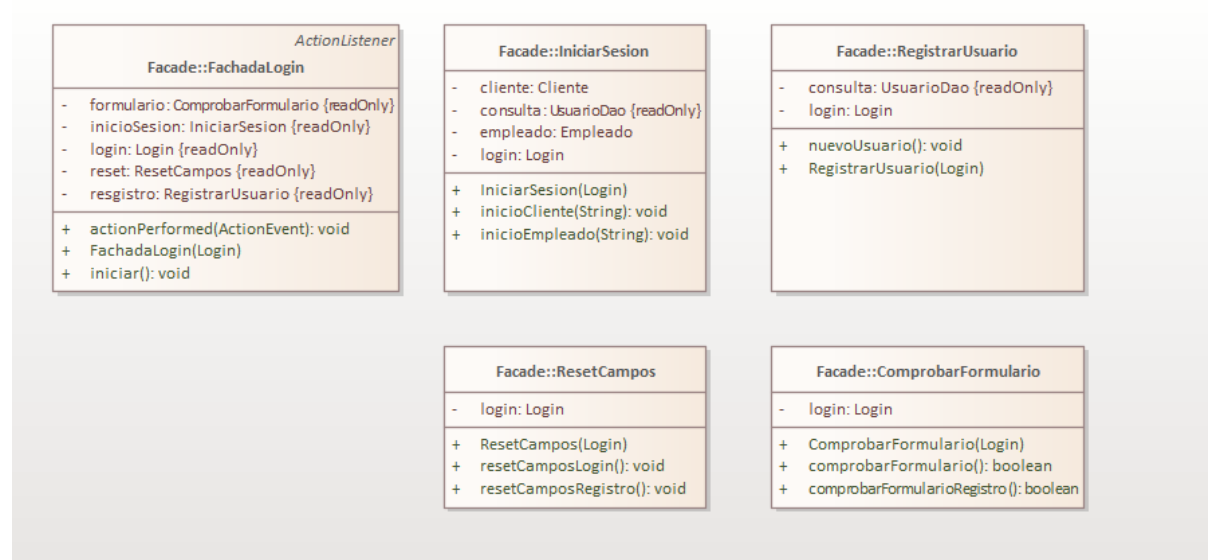 ActionListener
Facade::FachadaLogin
- formulario: ComprobarFormulario {readOnly}
- inicioSesion: IniciarSesion {readOnly}
- login: Login {readOnly}
- reset: ResetCampos {readOnly}
- resgistro: RegistrarUsuario {readOnly}
+ actionPerformed(ActionEvent): void
+ FachadaLogin(Login)
+ iniciar(): void
Facade::IniciarSesion
- cliente: Cliente
- consulta: UsuarioDao {readOnly}
- empleado: Empleado
- login: Login
+ IniciarSesion(Login)
+ inicioCliente(String): void
+ inicioEmpleado(String): void
Facade::RegistrarUsuario
- consulta: UsuarioDao {readOnly}
- login: Login
+ nuevoUsuario(): void
+ RegistrarUsuario(Login)
Facade::ResetCampos
- login: Login
+ ResetCampos(Login)
+ resetCamposLogin(): void
+ resetCamposRegistro(): void
Facade::ComprobarFormulario
- login: Login
+ ComprobarFormulario(Login)
+ comprobarFormulario(): boolean
+ comprobarFormularioRegistro(): boolean